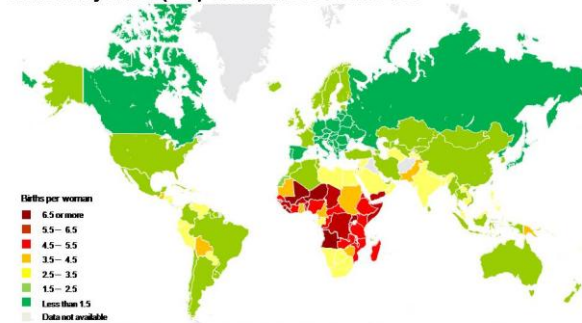 Births per woman
6.5 or more
5.5 – 6.5
4.5 – 5.5
3.5 – 4.5
2.5 – 3.5
1.5 – 2.5
Less than 1.5
Data not available